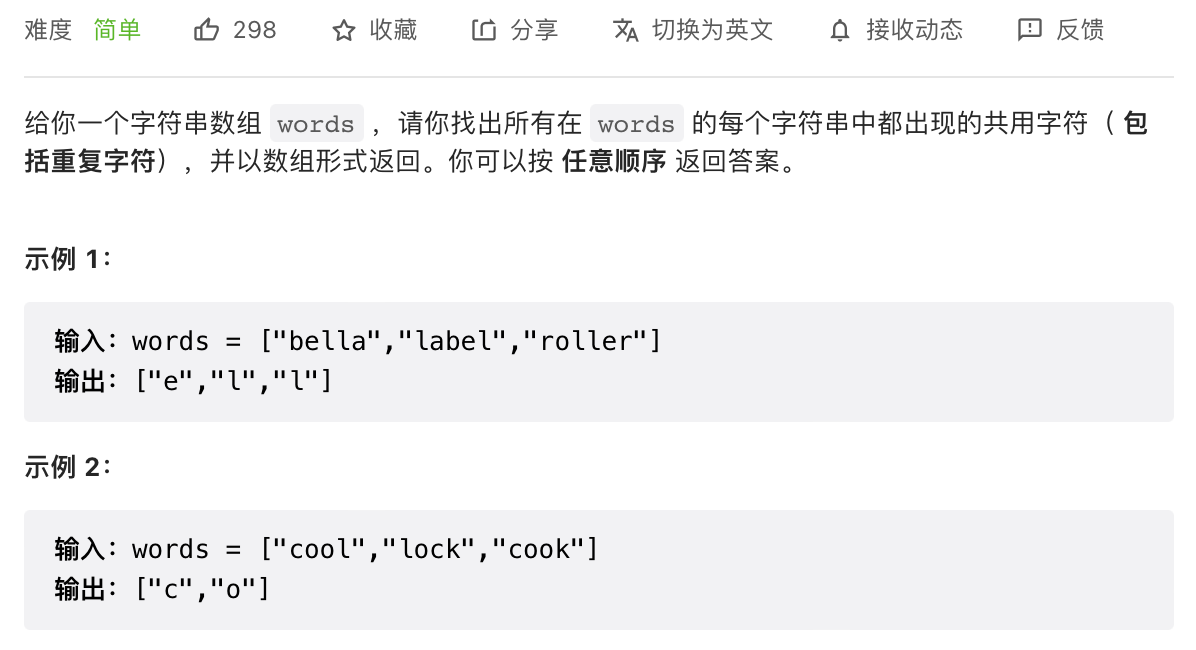 难度 简单 298 收藏 分享 切换为英文 接收动态 反馈
给你一个字符串数组 words ，请你找出所有在 words 的每个字符串中都出现的共用字符（ 包
括重复字符），并以数组形式返回。你可以按 任意顺序 返回答案。
示例 1：
输入：words = ["bella","label","roller"]
输出：["e","l","l"]
示例 2：
输入：words = ["cool","lock","cook"]
输出：["c","o"]